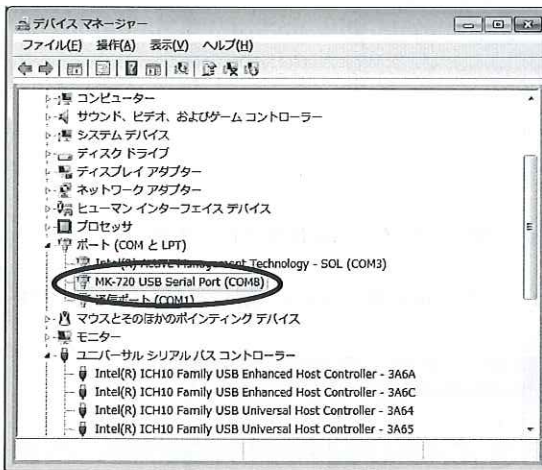 デバイス マネージャー
ファイル(F) 操作(A) 表示(V) ヘルプ(H)
コンピューター
サウンド、ビデオ、およびゲーム コントローラー
システム デバイス
ディスク ドライブ
ディスプレイ アダプター
ネットワーク アダプター
ヒューマン インターフェイス デバイス
プロセッサ
ポート (COM と LPT)
Intel(R) Active Management Technology - SOL (COM3)
MK-720 USB Serial Port (COM8)
通信ポート (COM1)
マウスとそのほかのポインティング デバイス
モニター
ユニバーサル シリアル バス コントローラー
Intel(R) ICH10 Family USB Enhanced Host Controller - 3A6A
Intel(R) ICH10 Family USB Enhanced Host Controller - 3A6C
Intel(R) ICH10 Family USB Universal Host Controller - 3A64
Intel(R) ICH10 Family USB Universal Host Controller - 3A65